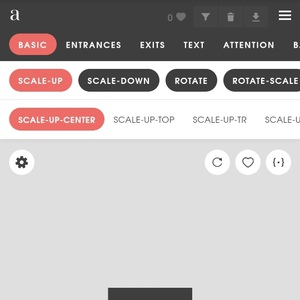 a
0
BASIC ENTRANCES EXITS TEXT ATTENTION
SCALE-UP SCALE-DOWN ROTATE ROTATE-SCALE
SCALE-UP-CENTER SCALE-UP-TOP SCALE-UP-TR SCALE-U
{·}